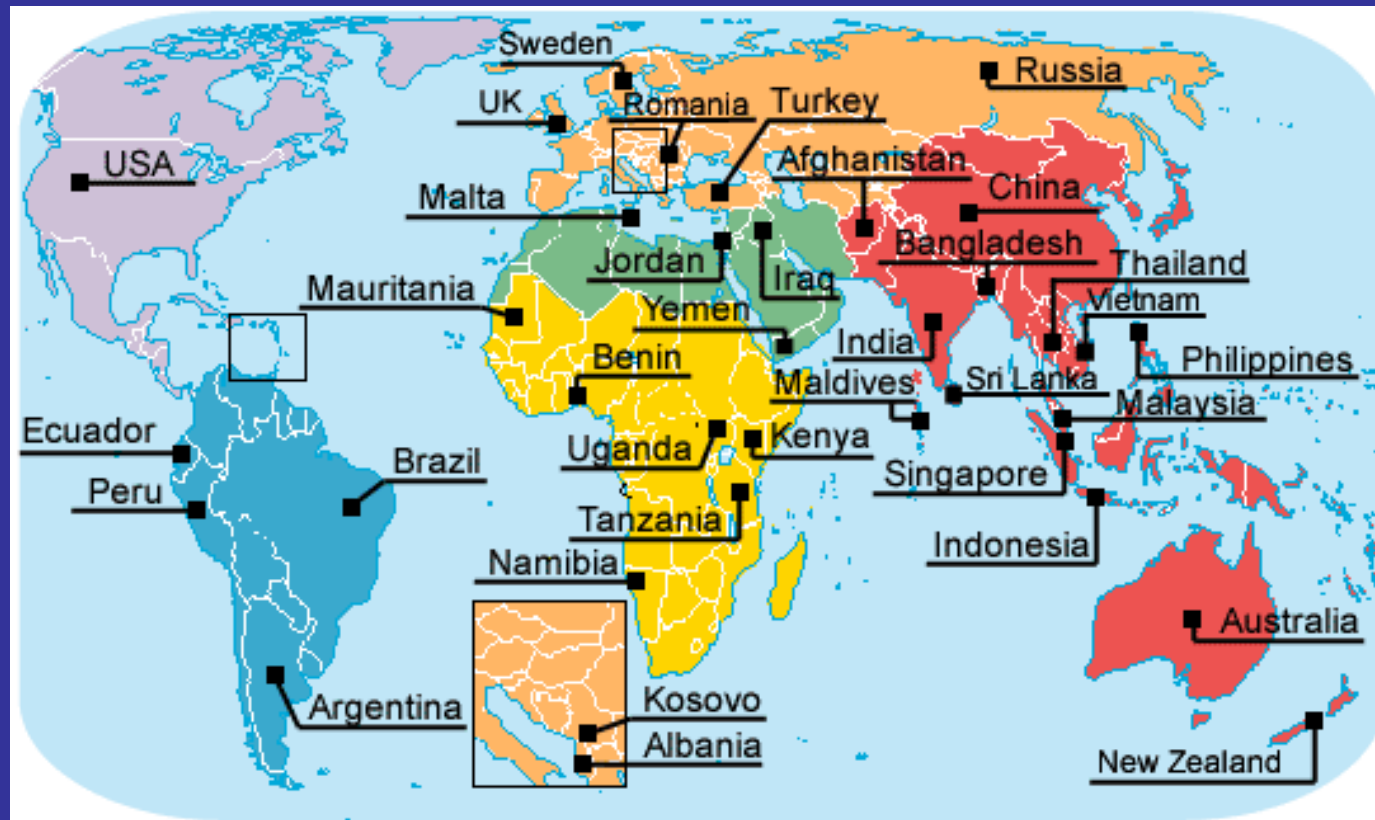 Sweden
Russia
UK
Romania
Turkey
USA
Afghanistan
China
Malta
Bangladesh
Jordan
Iraq
Thailand
Mauritania
Yemen
Vietnam
India
Benin
Philippines
Maldives
Sri Lanka
Malaysia
Ecuador
Uganda
Kenya
Brazil
Singapore
Peru
Tanzania
Indonesia
Namibia
Australia
Kosovo
Argentina
Albania
New Zealand